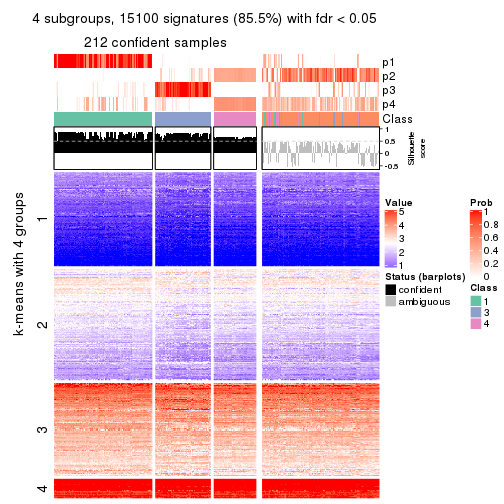 4 subgroups, 15100 signatures (85.5%) with fdr < 0.05
212 confident samples
p1
p2
p3
p4
Class
1
0.5
0
-0.5
Silhouette
score
k-means with 4 groups
1
2
3
4
Value
5
4
3
2
1
Status (barplots)
confident
ambiguous
Prob
1
0.8
0.6
0.4
0.2
0
Class
1
3
4